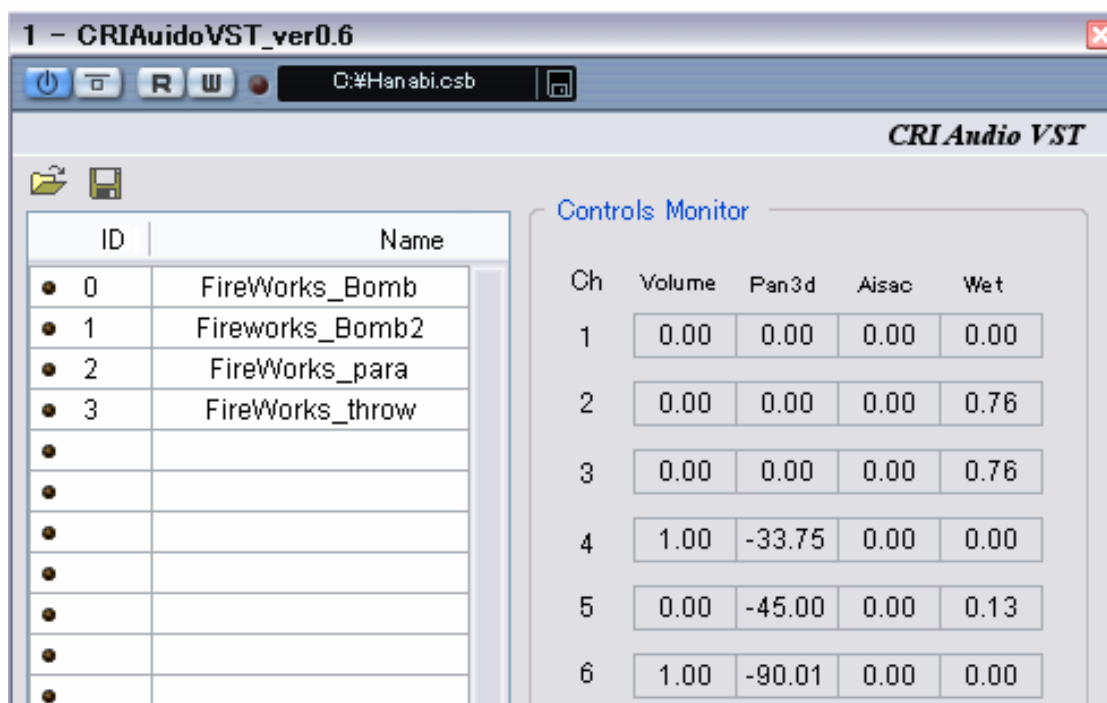 1 - CRIAuidoVST_ver0.6
R W C:¥Hanabi.csb
CRI Audio VST
Controls Monitor
ID Name
0 FireWorks_Bomb
1 Fireworks_Bomb2
2 FireWorks_para
3 FireWorks_throw
Ch Volume Pan3d Aisac Wet
1 0.00 0.00 0.00 0.00
2 0.00 0.00 0.00 0.76
3 0.00 0.00 0.00 0.76
4 1.00 -33.75 0.00 0.00
5 0.00 -45.00 0.00 0.13
6 1.00 -90.01 0.00 0.00